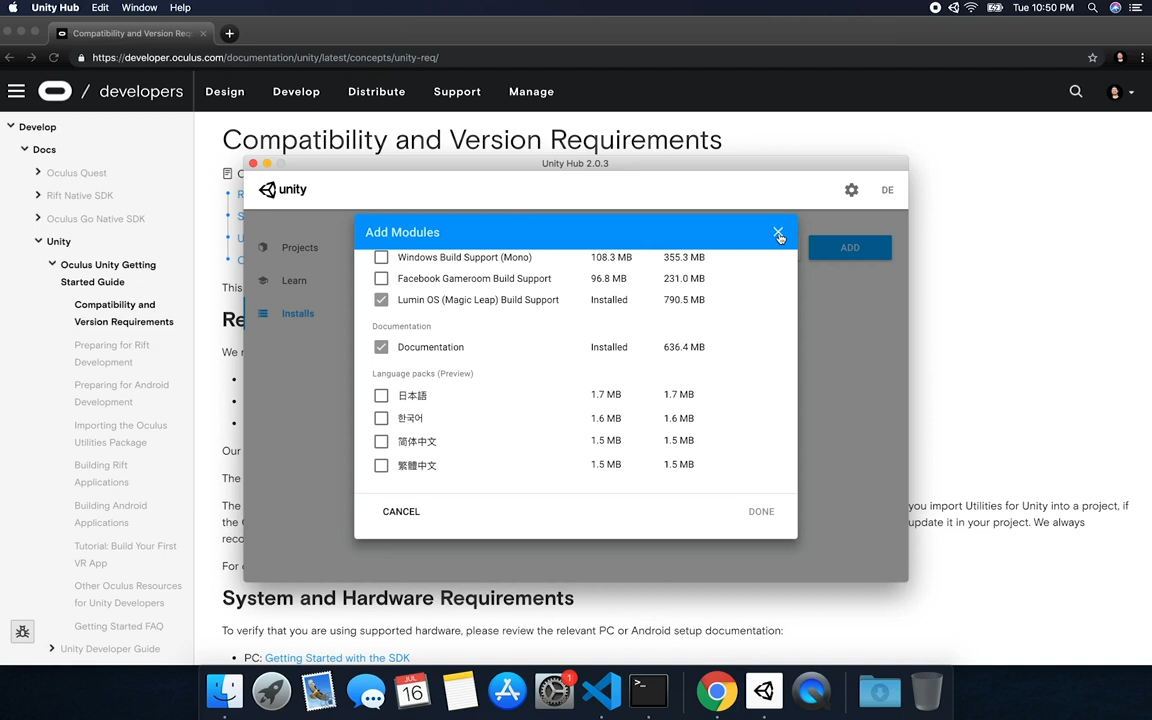 Unity Hub Edit Window Help Tue 10:50 PM
Compatibility and Version Req
https://developer.oculus.com/documentation/unity/latest/concepts/unity-req/
/ developers Design Develop Distribute Support Manage
Develop
Docs
Oculus Quest
Rift Native SDK
Oculus Go Native SDK
Unity
Oculus Unity Getting
Started Guide
Compatibility and
Version Requirements
Preparing for Rift
Development
Preparing for Android
Development
Importing the Oculus
Utilities Package
Building Rift
Applications
Building Android
Applications
Tutorial: Build Your First
VR App
Other Oculus Resources
for Unity Developers
Getting Started FAQ
Unity Developer Guide
Compatibility and Version Requirements
Unity Hub 2.0.3
unity
DE
Projects
Learn
Installs
ADD
Add Modules
Windows Build Support (Mono) 108.3 MB 355.3 MB
Facebook Gameroom Build Support 96.8 MB 231.0 MB
Lumin OS (Magic Leap) Build Support Installed 790.5 MB
Documentation
Documentation Installed 636.4 MB
Language packs (Preview)
日本語 1.7 MB 1.7 MB
한국어 1.6 MB 1.6 MB
简体中文 1.5 MB 1.5 MB
繁體中文 1.5 MB 1.5 MB
CANCEL DONE
This
Re
We r
Our
The
The you import Utilities for Unity into a project, if
the update it in your project. We always
reco
For
System and Hardware Requirements
To verify that you are using supported hardware, please review the relevant PC or Android setup documentation:
PC: Getting Started with the SDK
JUL
16
1